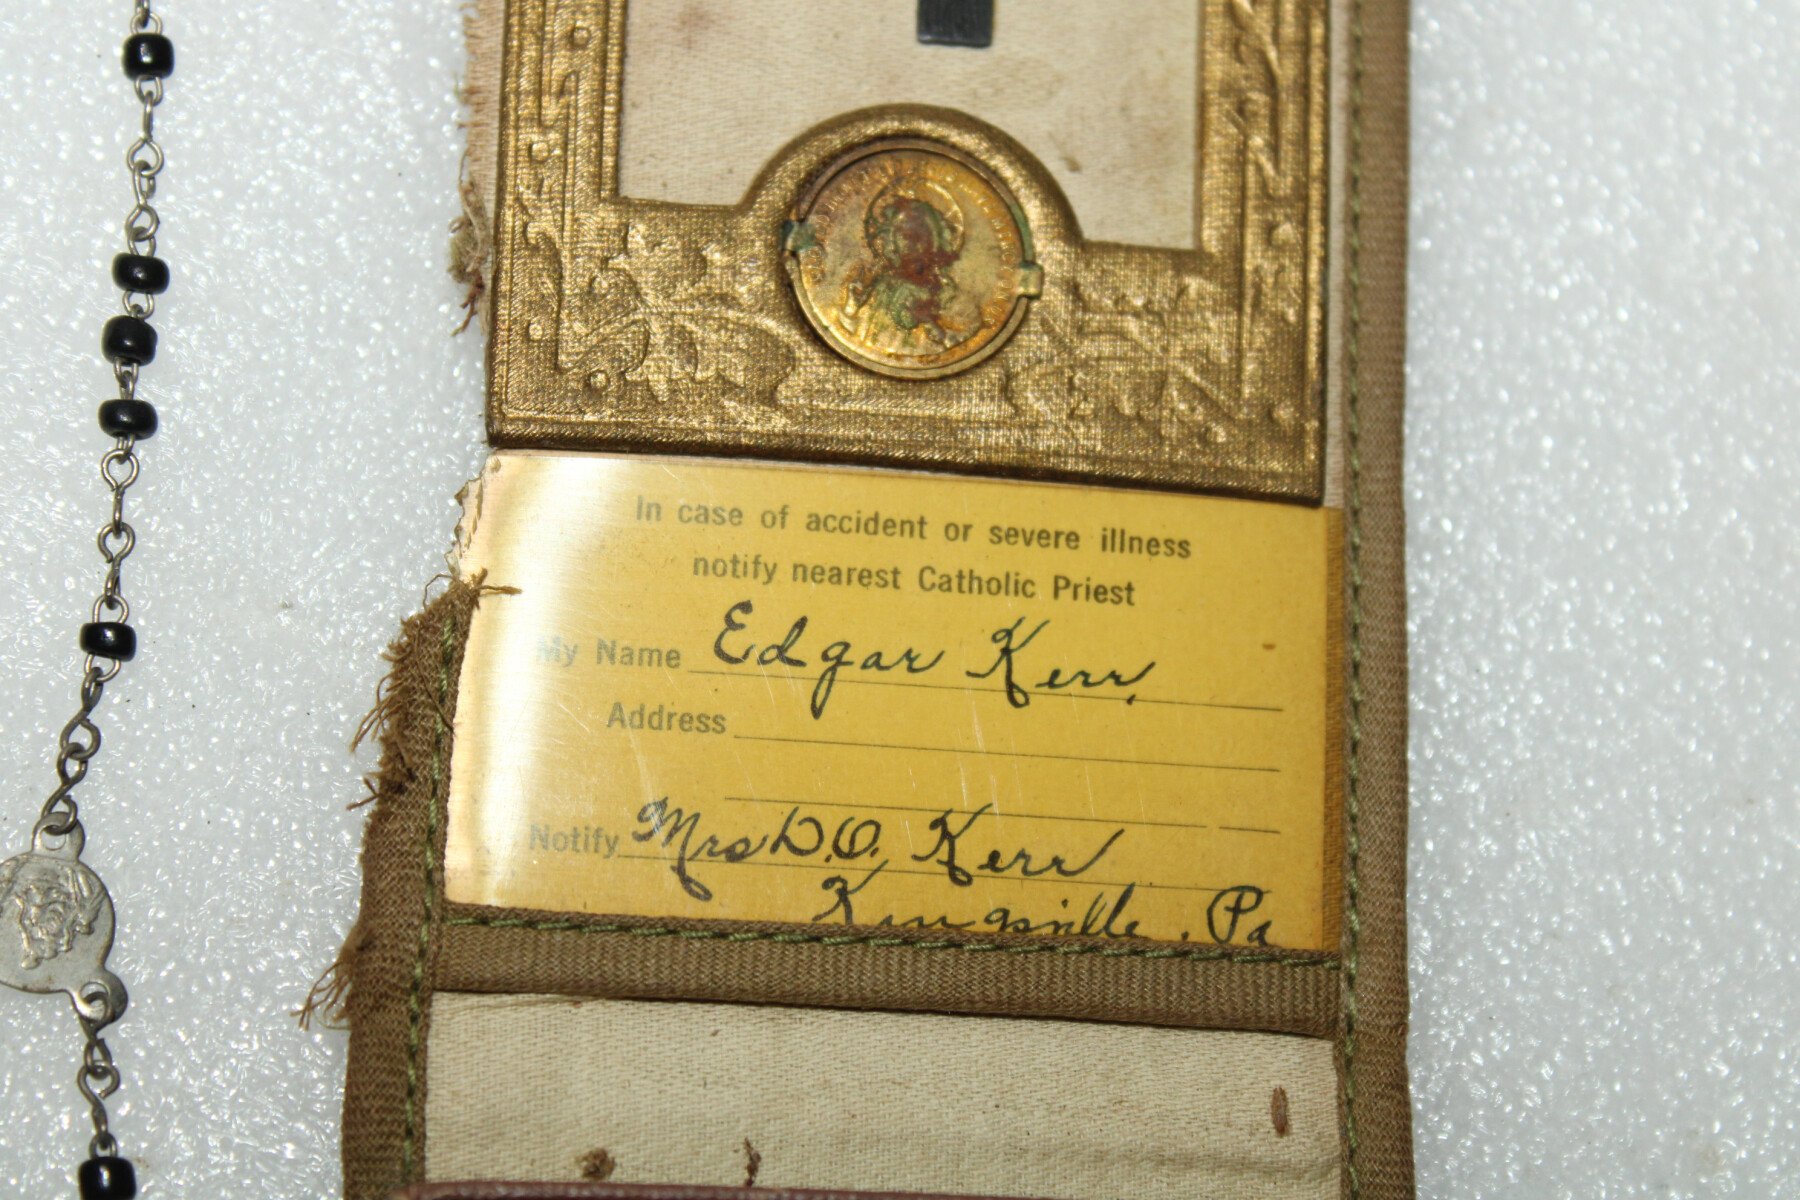 In case of accident or severe illness
notify nearest Catholic Priest
My Name Edgar Kerr
Address
Notify Mrs D.O. Kerr
Kingsville, Pa